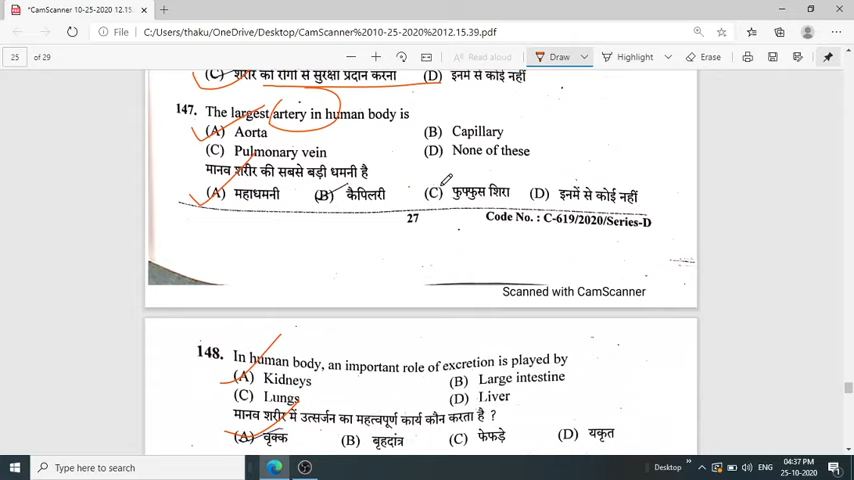 *CamScanner 10-25-2020 12.15.
C:/Users/thaku/OneDrive/Desktop/CamScanner%2010-25-2020%2012.15.39.pdf
25 of 29
Read aloud Draw Highlight Erase
(C) शरीर को रोगों से सुरक्षा प्रदान करना (D) इनमें से कोई नहीं
147. The largest artery in human body is
(A) Aorta (B) Capillary
(C) Pulmonary vein (D) None of these
मानव शरीर की सबसे बड़ी धमनी है
(A) महाधमनी (B) कैपिलरी (C) फुफ्फुस शिरा (D) इनमें से कोई नहीं
27 Code No. : C-619/2020/Series-D
Scanned with CamScanner
148. In human body, an important role of excretion is played by
(A) Kidneys (B) Large intestine
(C) Lungs (D) Liver
मानव शरीर में उत्सर्जन का महत्वपूर्ण कार्य कौन करता है ?
(A) वृक्क (B) बृहदांत्र (C) फेफड़े (D) यकृत
Type here to search Desktop ENG 04:37 PM
25-10-2020